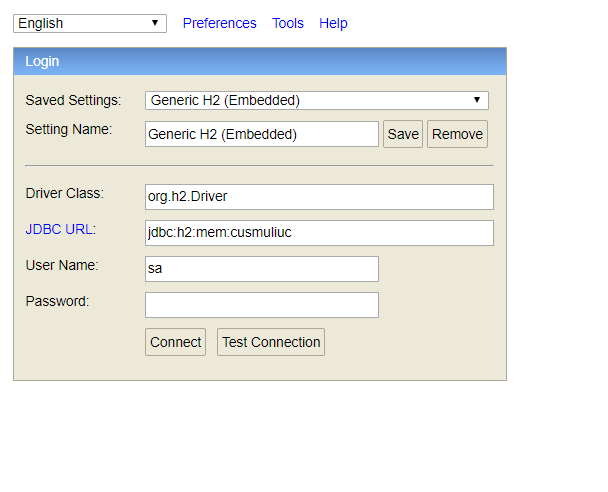 English Preferences Tools Help
Login
Saved Settings: Generic H2 (Embedded)
Setting Name: Generic H2 (Embedded) Save Remove
Driver Class: org.h2.Driver
JDBC URL: jdbc:h2:mem:cusmuliuc
User Name: sa
Password:
Connect Test Connection